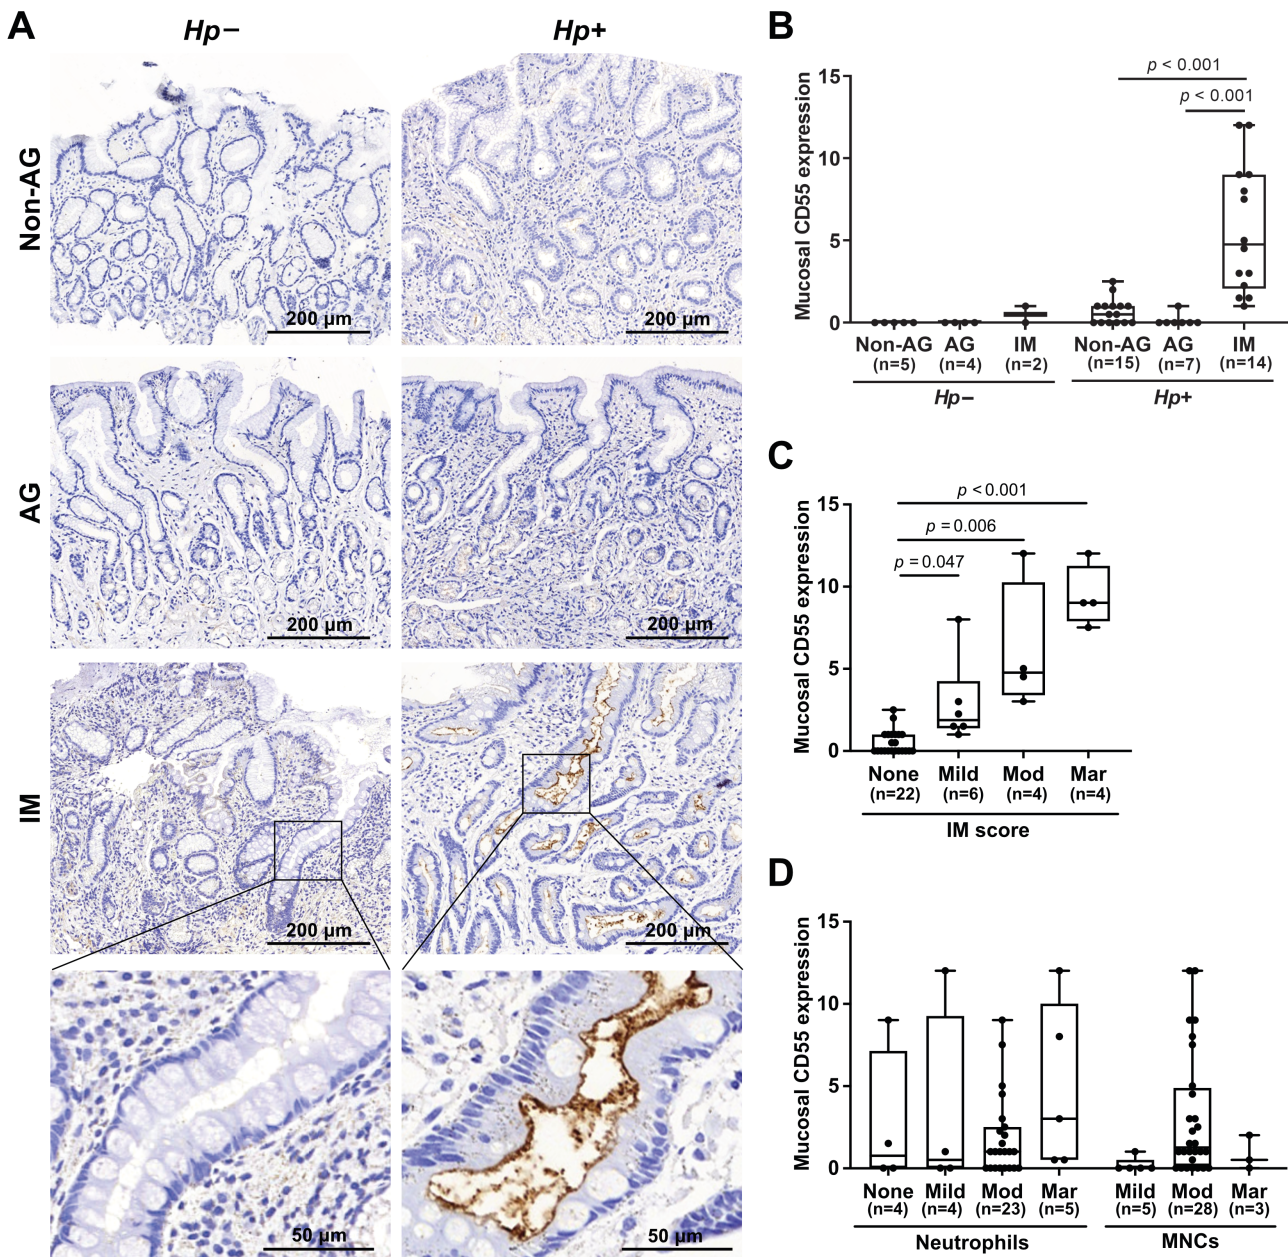 A
Hp−
Hp+
Non-AG
200 µm
200 µm
AG
200 µm
200 µm
IM
200 µm
200 µm
50 µm
50 µm
B
Mucosal CD55 expression
15
10
5
0
p < 0.001
p < 0.001
Non-AG AG IM Non-AG AG IM
(n=5) (n=4) (n=2) (n=15) (n=7) (n=14)
Hp− Hp+
C
Mucosal CD55 expression
15
10
5
0
p < 0.001
p = 0.006
p = 0.047
None Mild Mod Mar
(n=22) (n=6) (n=4) (n=4)
IM score
D
Mucosal CD55 expression
15
10
5
0
None Mild Mod Mar Mild Mod Mar
(n=4) (n=4) (n=23) (n=5) (n=5) (n=28) (n=3)
Neutrophils MNCs